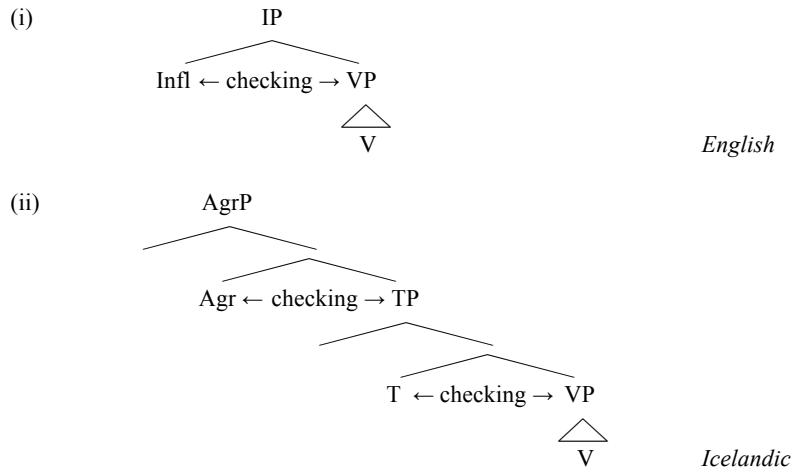 (i) IP
Infl ← checking → VP
V English
(ii) AgrP
Agr ← checking → TP
T ← checking → VP
V Icelandic